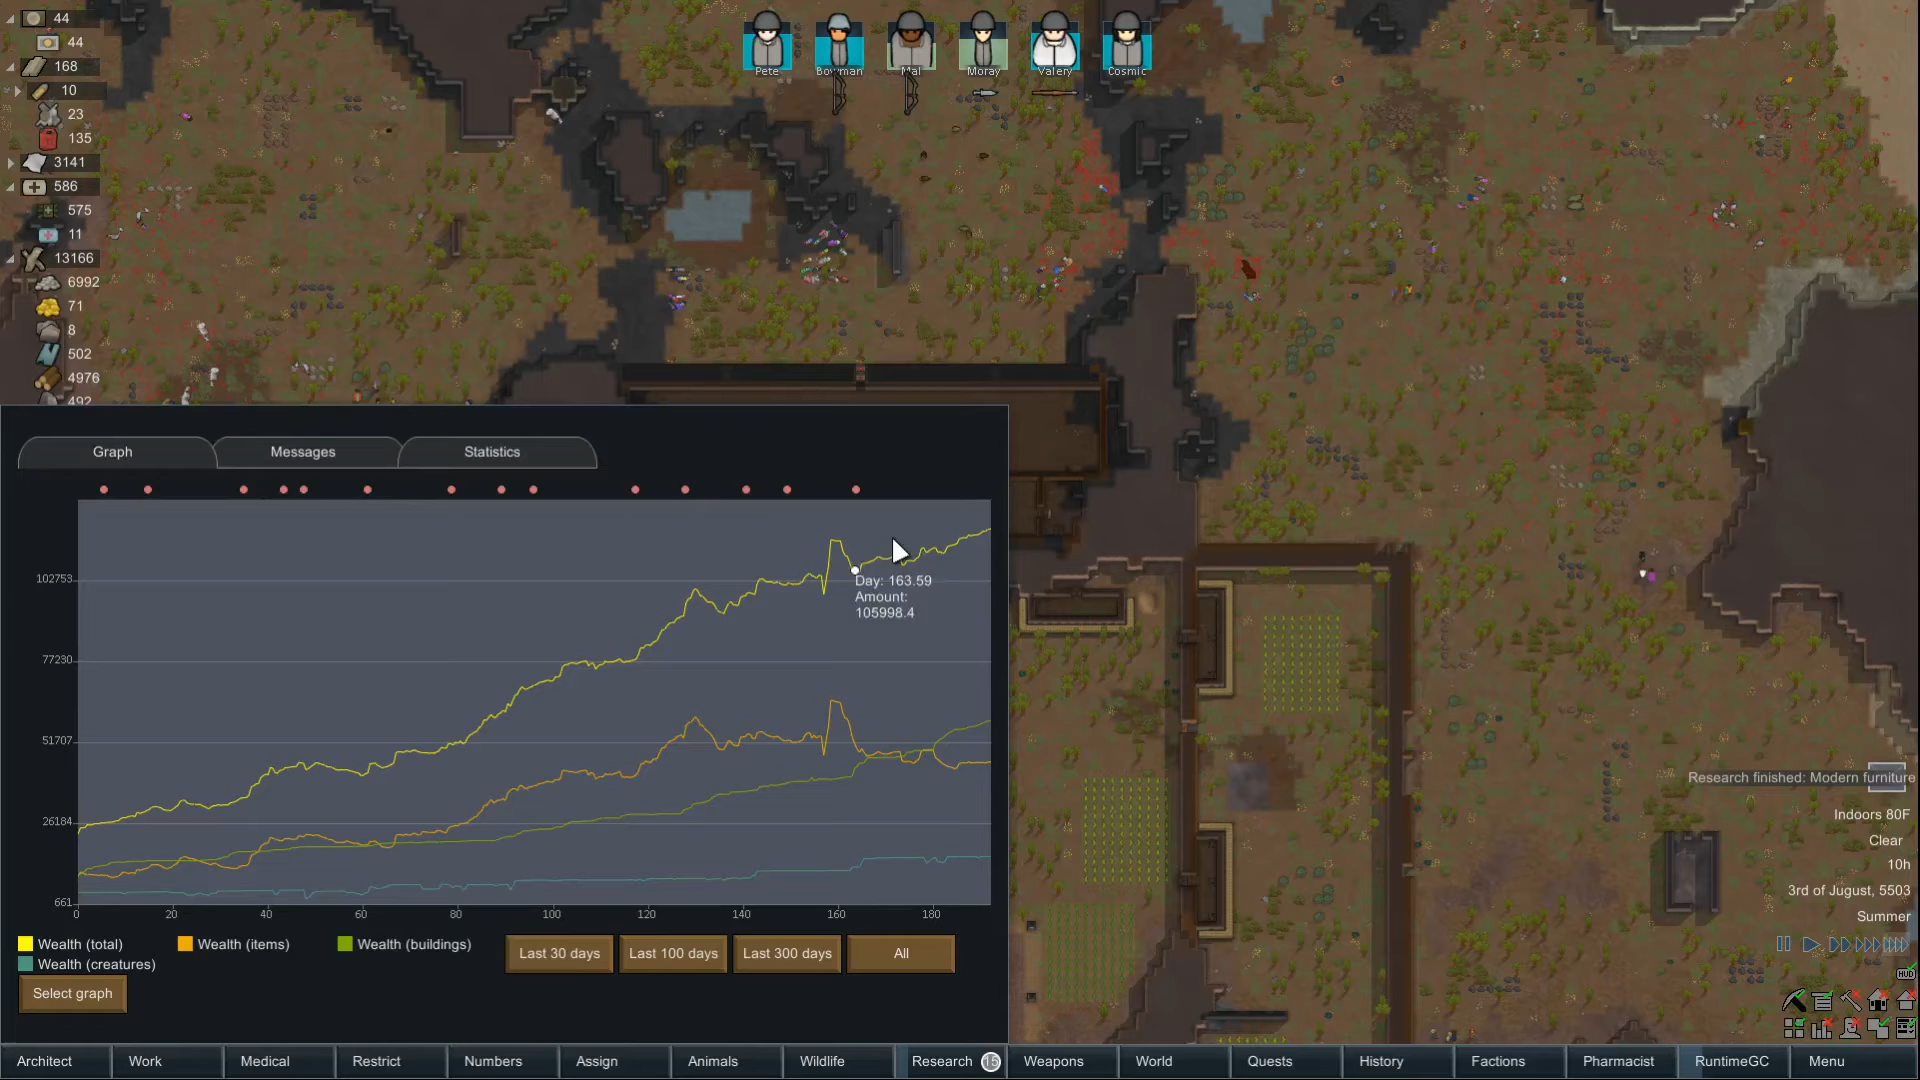 44
44
168
10
23
135
3141
586
575
11
13166
6992
71
8
502
4976
492
Pete
Bowman
Mal
Moray
Valery
Cosmic
Graph
Messages
Statistics
102753
77230
51707
26184
661
Day: 163.59
Amount:
105998.4
0
20
40
60
80
100
120
140
160
180
Wealth (total)
Wealth (items)
Wealth (buildings)
Wealth (creatures)
Last 30 days
Last 100 days
Last 300 days
All
Select graph
Research finished: Modern furniture
Indoors 80F
Clear
10h
3rd of Jugust, 5503
Summer
HUD
Architect
Work
Medical
Restrict
Numbers
Assign
Animals
Wildlife
Research 15
Weapons
World
Quests
History
Factions
Pharmacist
RuntimeGC
Menu